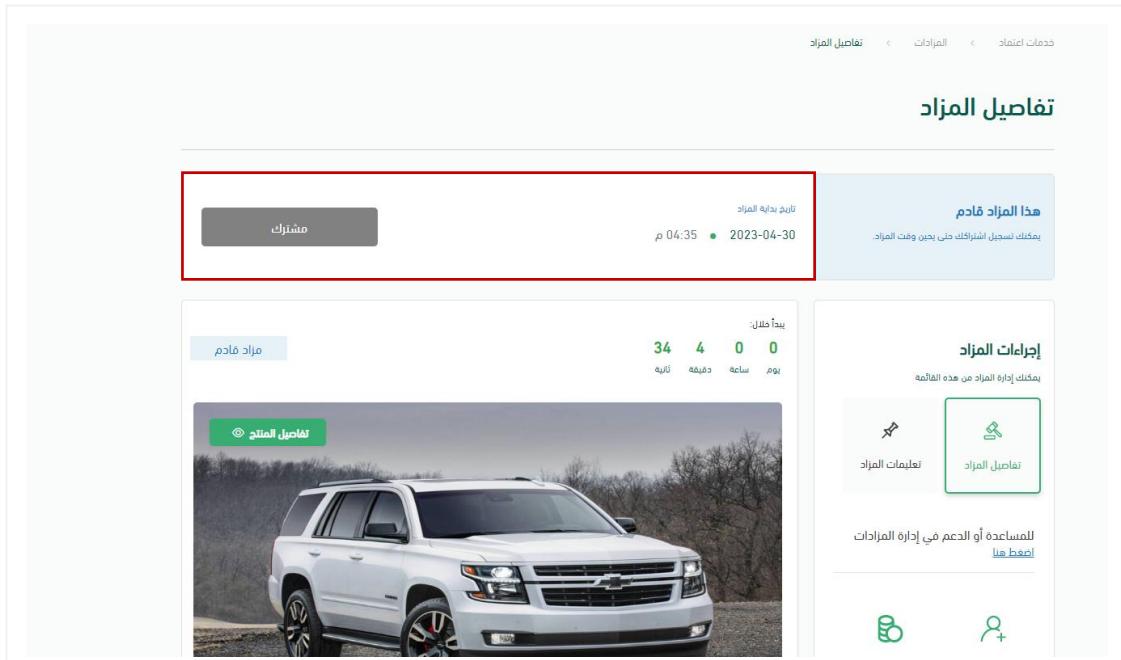 خدمات اعتماد › المزادات › تفاصيل المزاد
تفاصيل المزاد
هذا المزاد قادم
يمكنك تسجيل اشتراكك حتى يحين وقت المزاد.
تاريخ بداية المزاد
2023-04-30 • 04:35 م
مشترك
إجراءات المزاد
يمكنك إدارة المزاد من هذه القائمة
تفاصيل المزاد
تعليمات المزاد
للمساعدة أو الدعم في إدارة المزادات
اضغط هنا
يبدأ خلال:
0 0 4 34
يوم ساعة دقيقة ثانية
مزاد قادم
تفاصيل المنتج